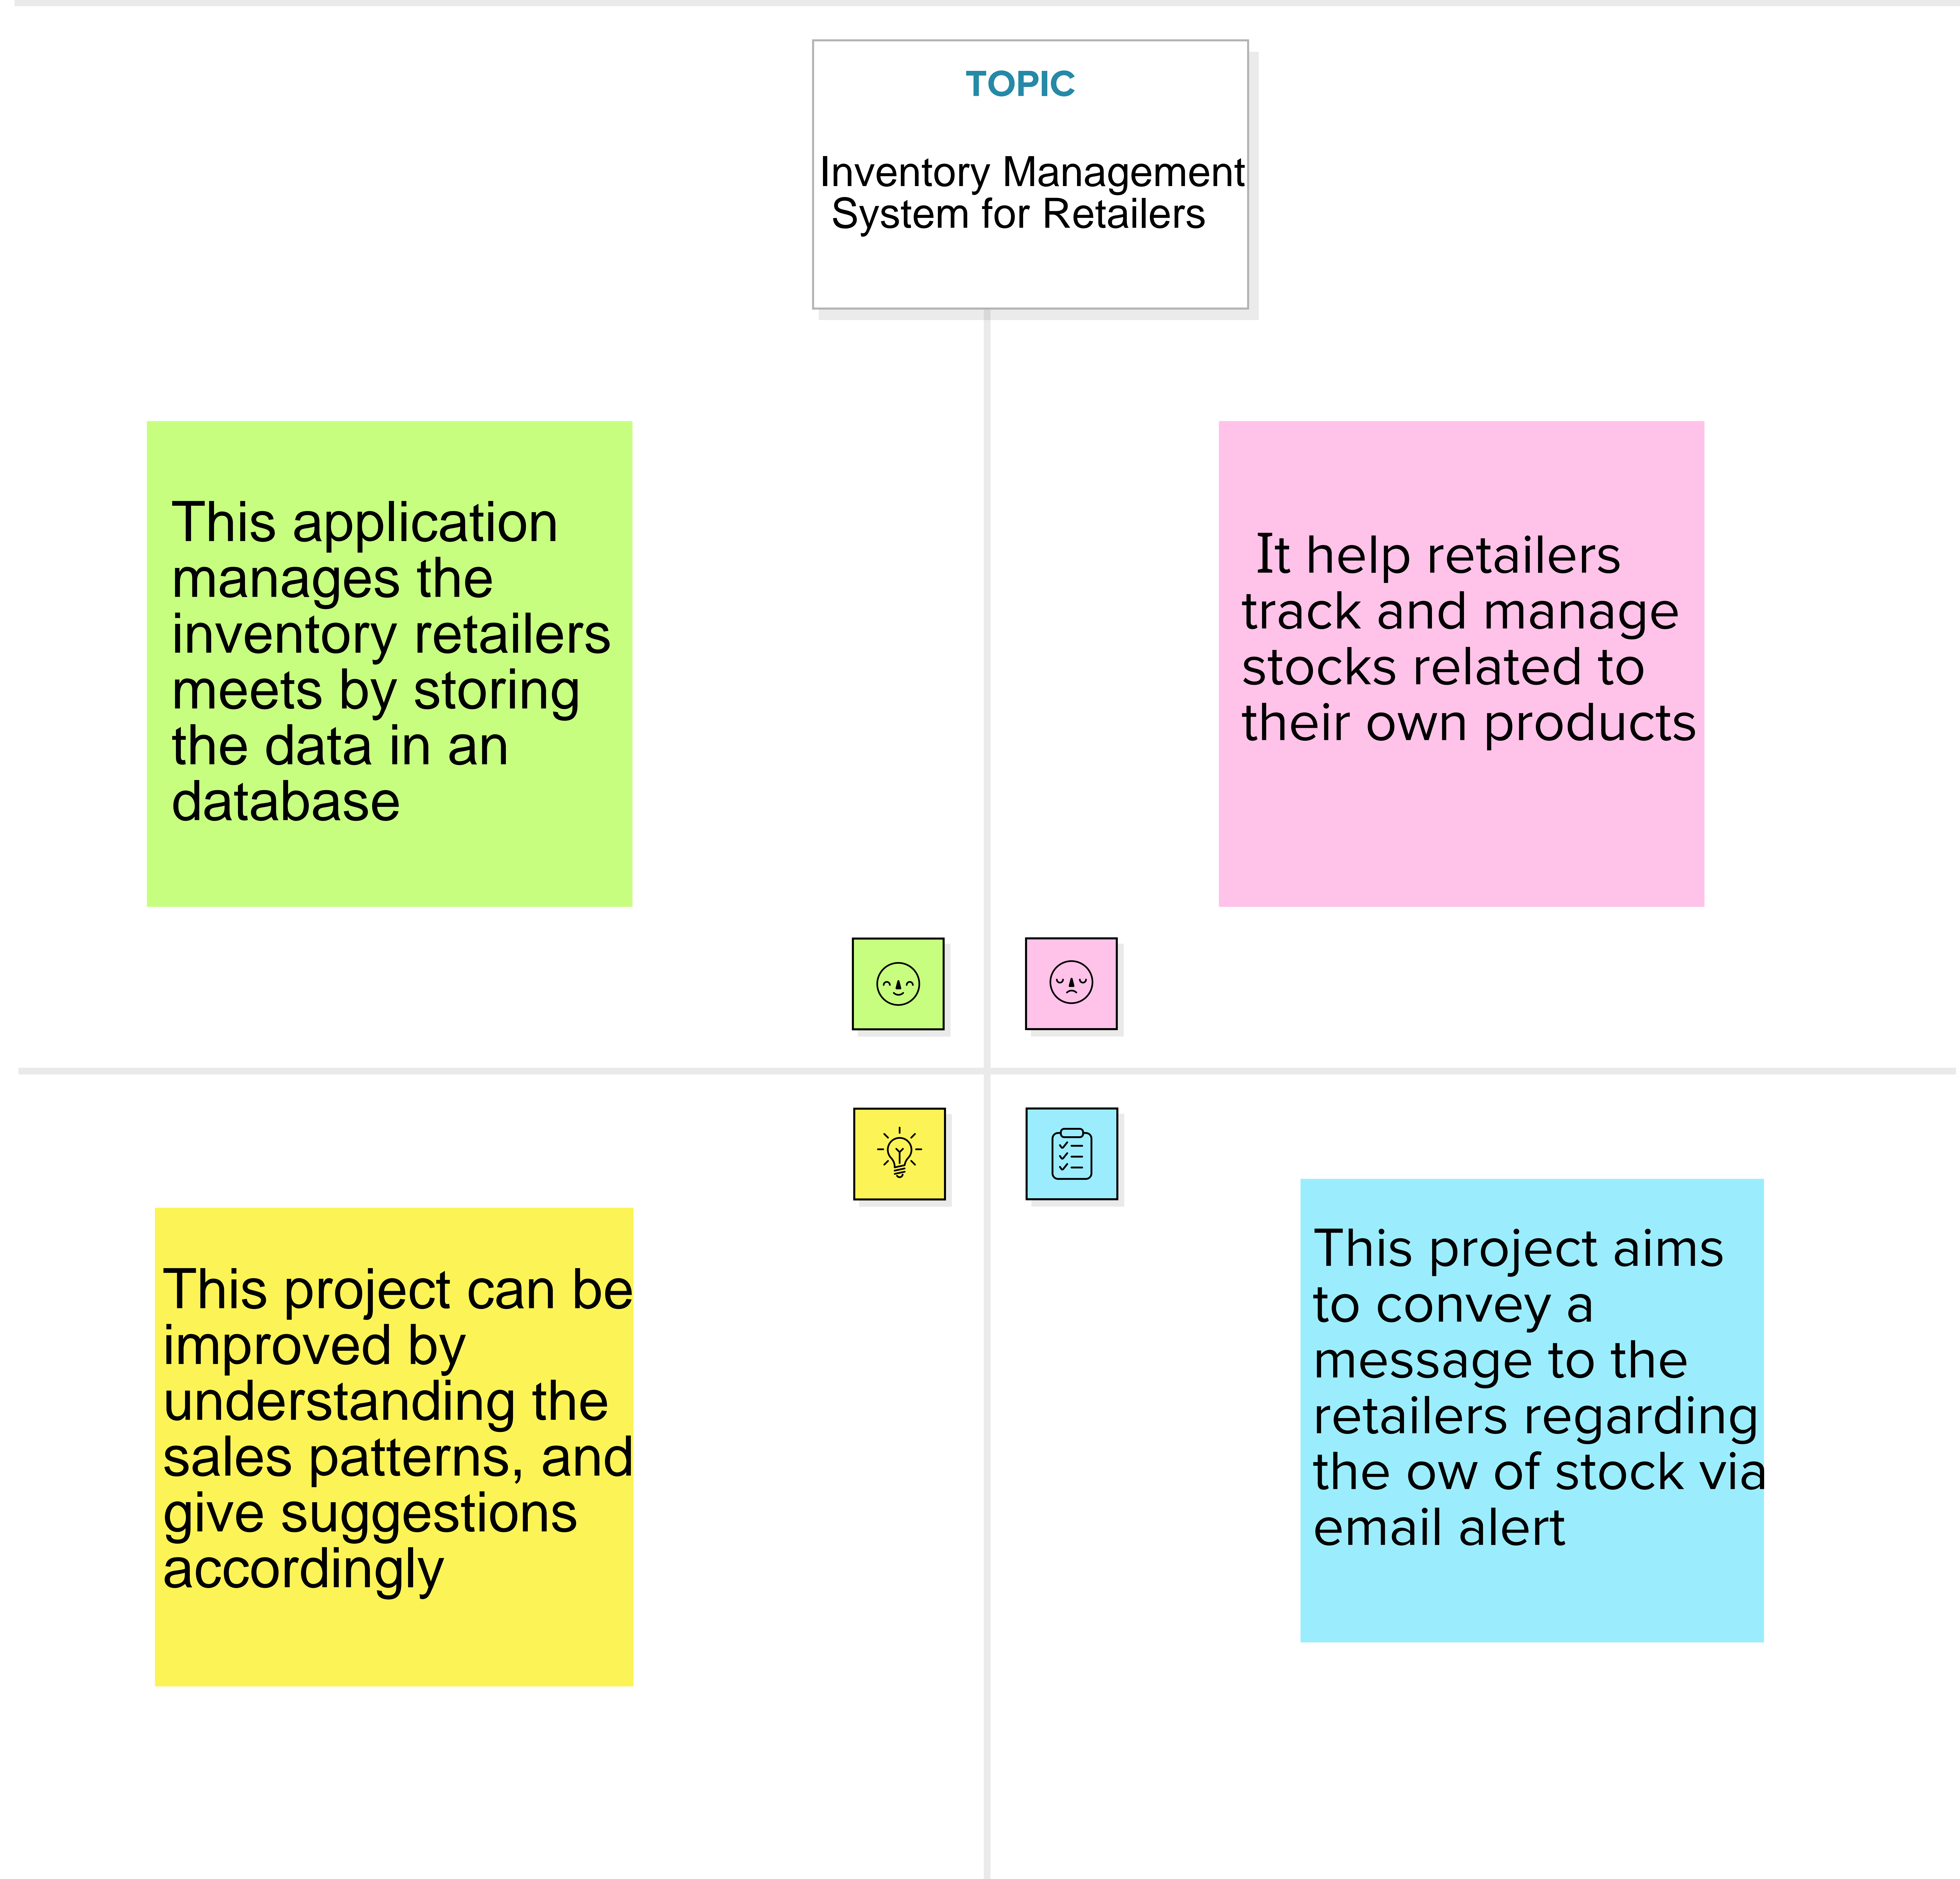 TOPIC
Inventory Management
System for Retailers
This application
manages the
inventory retailers
meets by storing
the data in an
database
It help retailers
track and manage
stocks related to
their own products
This project can be
improved by
understanding the
sales patterns, and
give suggestions
accordingly
This project aims
to convey a
message to the
retailers regarding
the ow of stock via
email alert